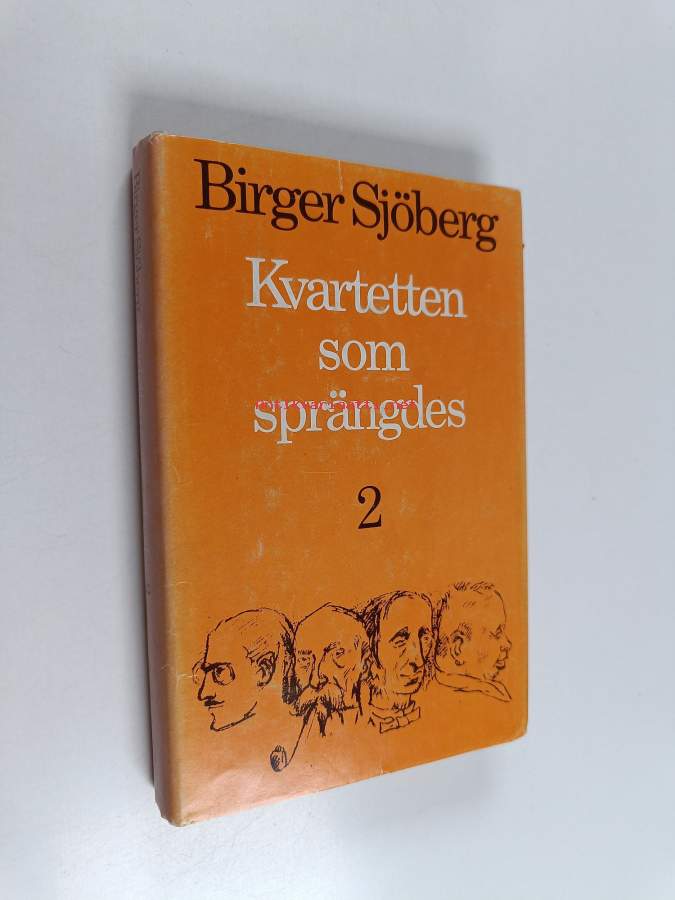 Birger Sjöberg
Kvartetten
som
sprängdes
2